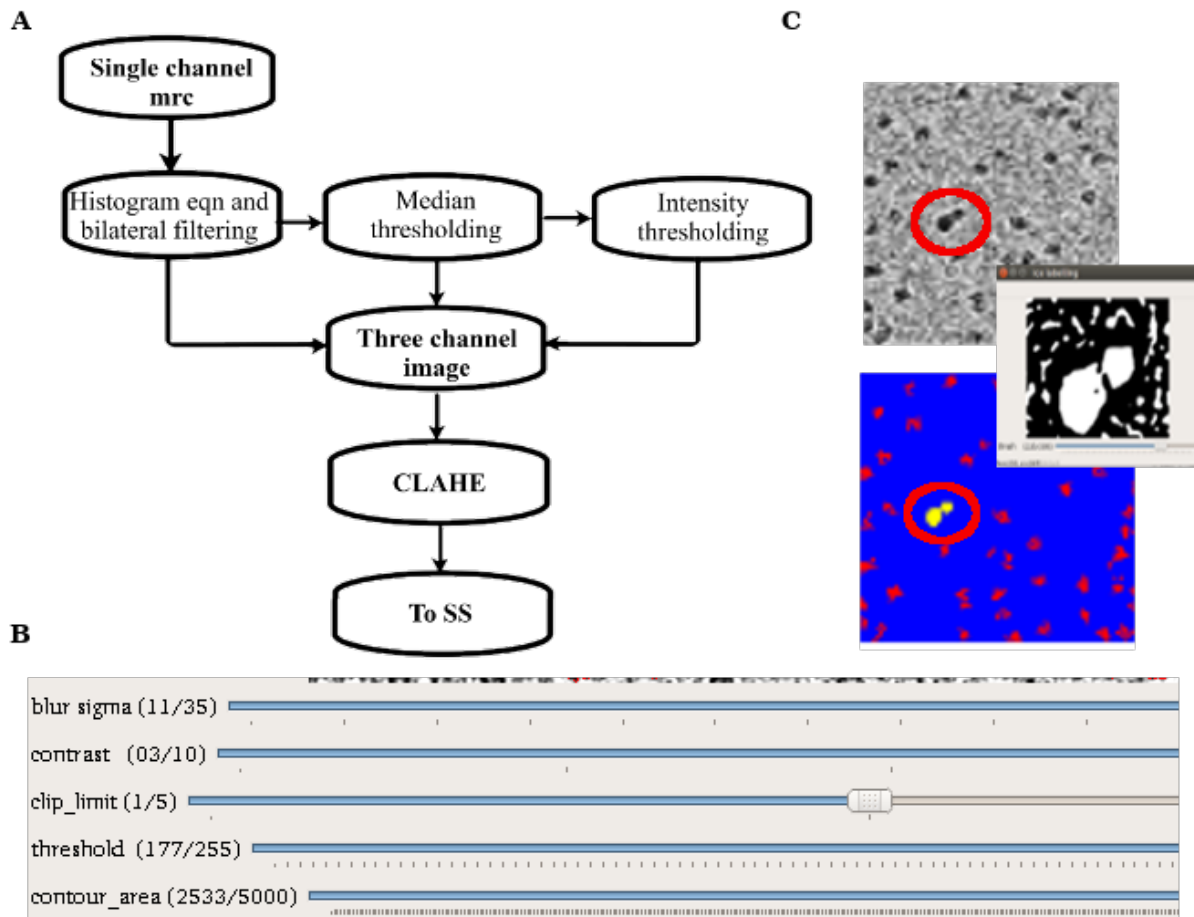 A
Single channel
mrc
Histogram eqn and
bilateral filtering
Median
thresholding
Intensity
thresholding
Three channel
image
CLAHE
To SS
C
B
blur sigma (11/35)
contrast (03/10)
clip_limit (1/5)
threshold (177/255)
contour_area (2533/5000)